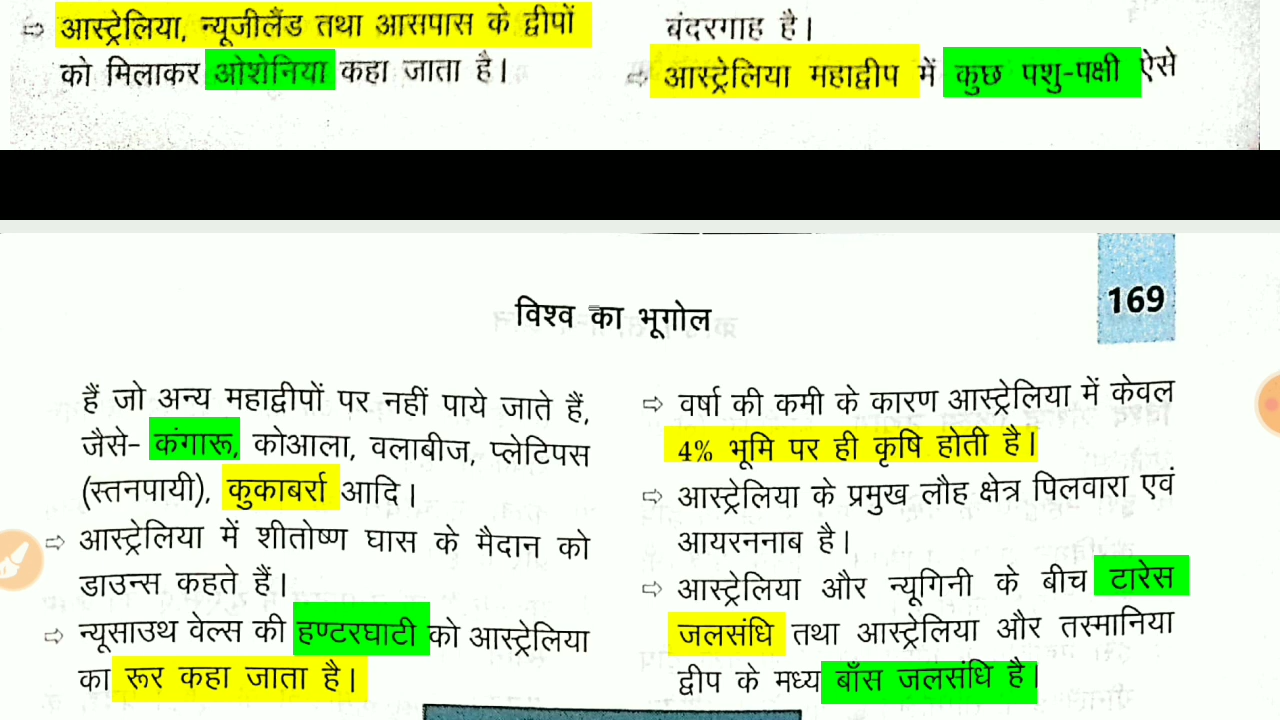 ⇨ आस्ट्रेलिया, न्यूजीलैंड तथा आसपास के द्वीपों
को मिलाकर ओशेनिया कहा जाता है।
बंदरगाह है।
⇨ आस्ट्रेलिया महाद्वीप में कुछ पशु-पक्षी ऐसे
विश्व का भूगोल
169
हैं जो अन्य महाद्वीपों पर नहीं पाये जाते हैं,
जैसे- कंगारू, कोआला, वलाबीज, प्लेटिपस
(स्तनपायी), कुकाबर्रा आदि।
⇨ आस्ट्रेलिया में शीतोष्ण घास के मैदान को
डाउन्स कहते हैं।
⇨ न्यूसाउथ वेल्स की हण्टरघाटी को आस्ट्रेलिया
का रूर कहा जाता है।
⇨ वर्षा की कमी के कारण आस्ट्रेलिया में केवल
4% भूमि पर ही कृषि होती है।
⇨ आस्ट्रेलिया के प्रमुख लौह क्षेत्र पिलवारा एवं
आयरननाब है।
⇨ आस्ट्रेलिया और न्यूगिनी के बीच टारेस
जलसंधि तथा आस्ट्रेलिया और तस्मानिया
द्वीप के मध्य बाँस जलसंधि है।